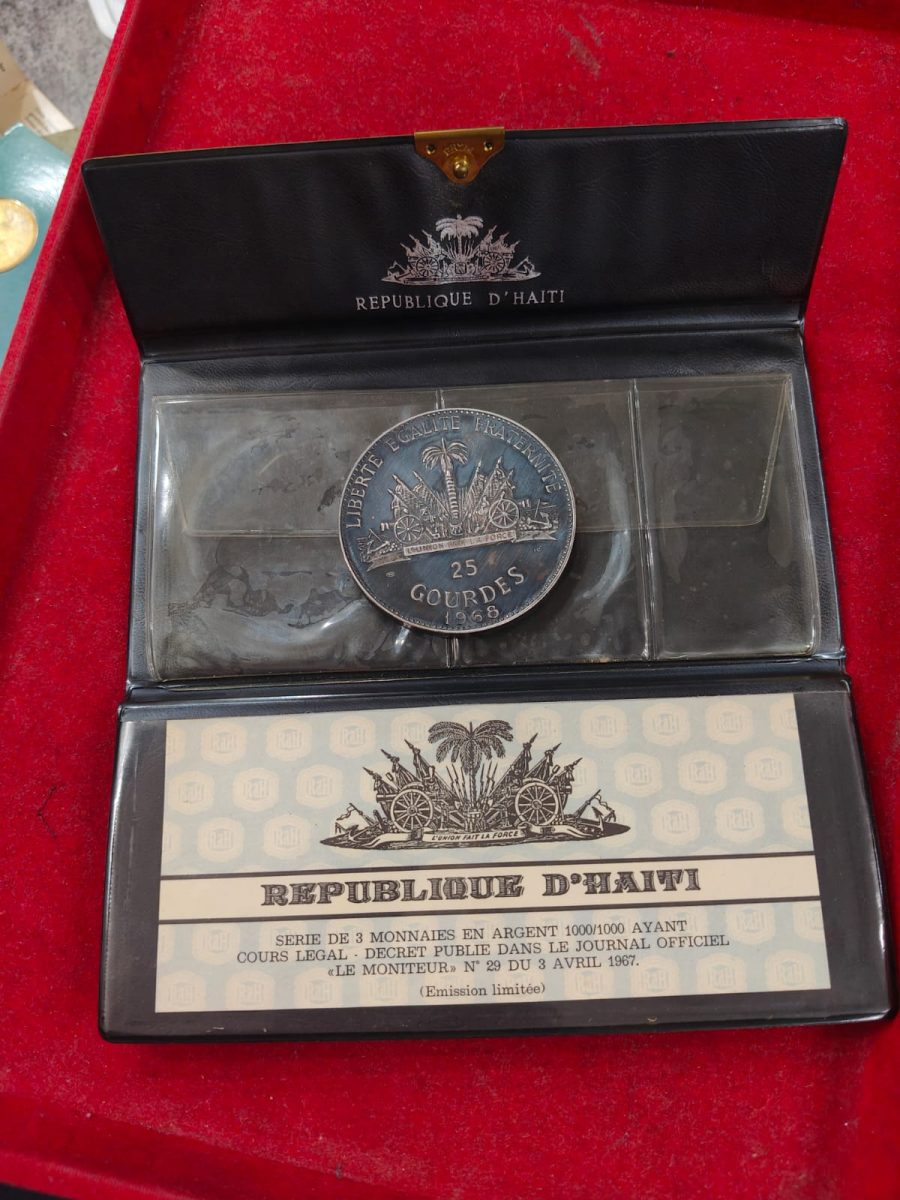 REPUBLIQUE D'HAITI
LIBERTE EGALITE FRATERNITE
L'UNION FAIT LA FORCE
25
GOURDES
1968
L'UNION FAIT LA FORCE
REPUBLIQUE D'HAITI
SERIE DE 3 MONNAIES EN ARGENT 1000/1000 AYANT
COURS LEGAL - DECRET PUBLIE DANS LE JOURNAL OFFICIEL
«LE MONITEUR» N° 29 DU 3 AVRIL 1967.
(Emission limitée)